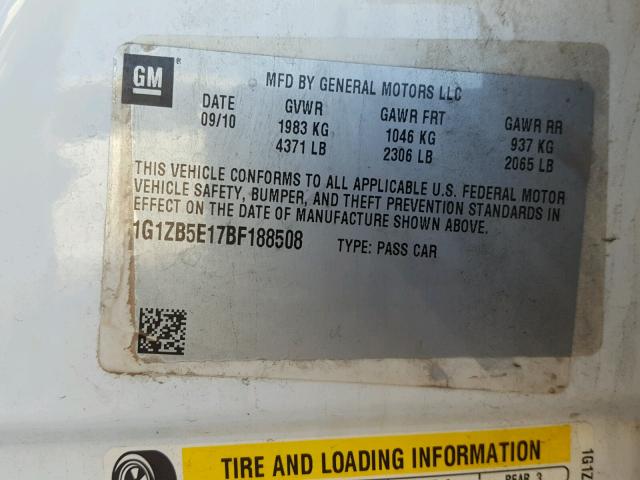 GM
MFD BY GENERAL MOTORS LLC
DATE GVWR GAWR FRT GAWR RR
09/10 1983 KG 1046 KG 937 KG
4371 LB 2306 LB 2065 LB
THIS VEHICLE CONFORMS TO ALL APPLICABLE U.S. FEDERAL MOTOR
VEHICLE SAFETY, BUMPER, AND THEFT PREVENTION STANDARDS IN
EFFECT ON THE DATE OF MANUFACTURE SHOWN ABOVE.
1G1ZB5E17BF188508 TYPE: PASS CAR
TIRE AND LOADING INFORMATION
REAR 3
1G1Z